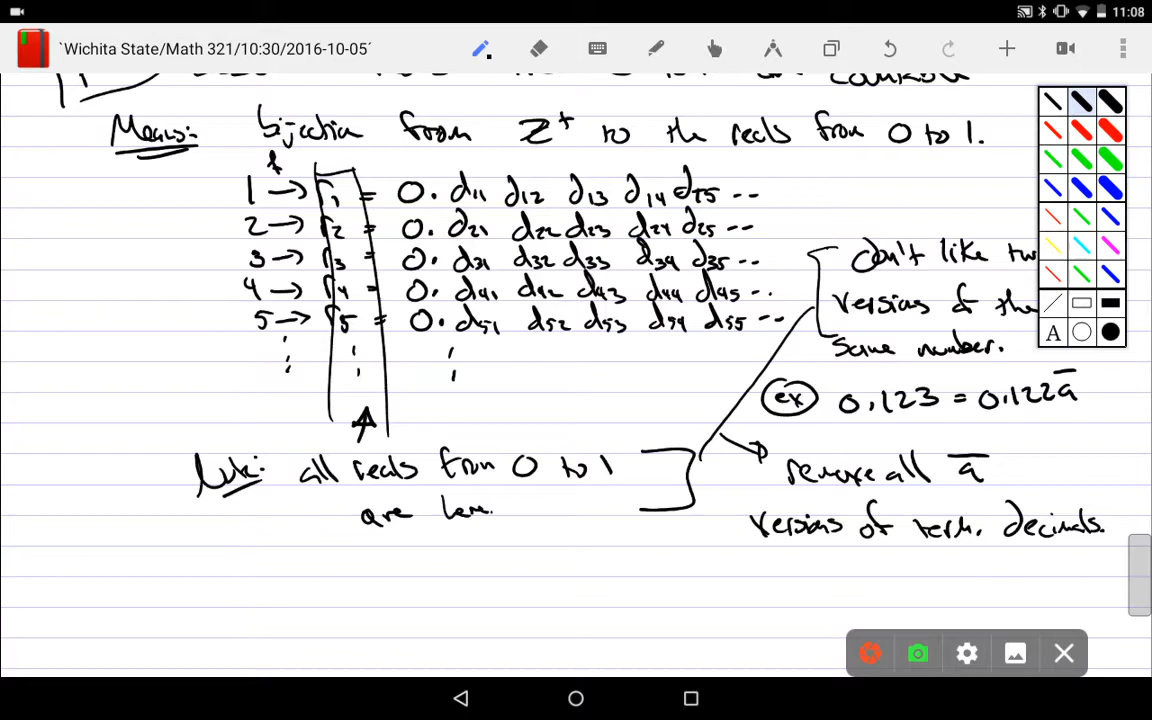 11:08
`Wichita State/Math 321/10:30/2016-10-05´
countable
Means: bijection from Z+ to the reals from 0 to 1.
f
1 → r1 = 0. d11 d12 d13 d14 d15 --
2 → r2 = 0. d21 d22 d23 d24 d25 --
3 → r3 = 0. d31 d32 d33 d34 d35 --
4 → r4 = 0. d41 d42 d43 d44 d45 --
5 → r5 = 0. d51 d52 d53 d54 d55 ---
don't like two
versions of the
same number.
ex 0.123 = 0.1229̅
Note: all reals from 0 to 1
are here.
remove all 9̅
versions of term. decimals.
A